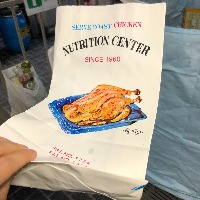 SERVE ROAST CHICKEN
NUTRITION CENTER
SINCE 1960